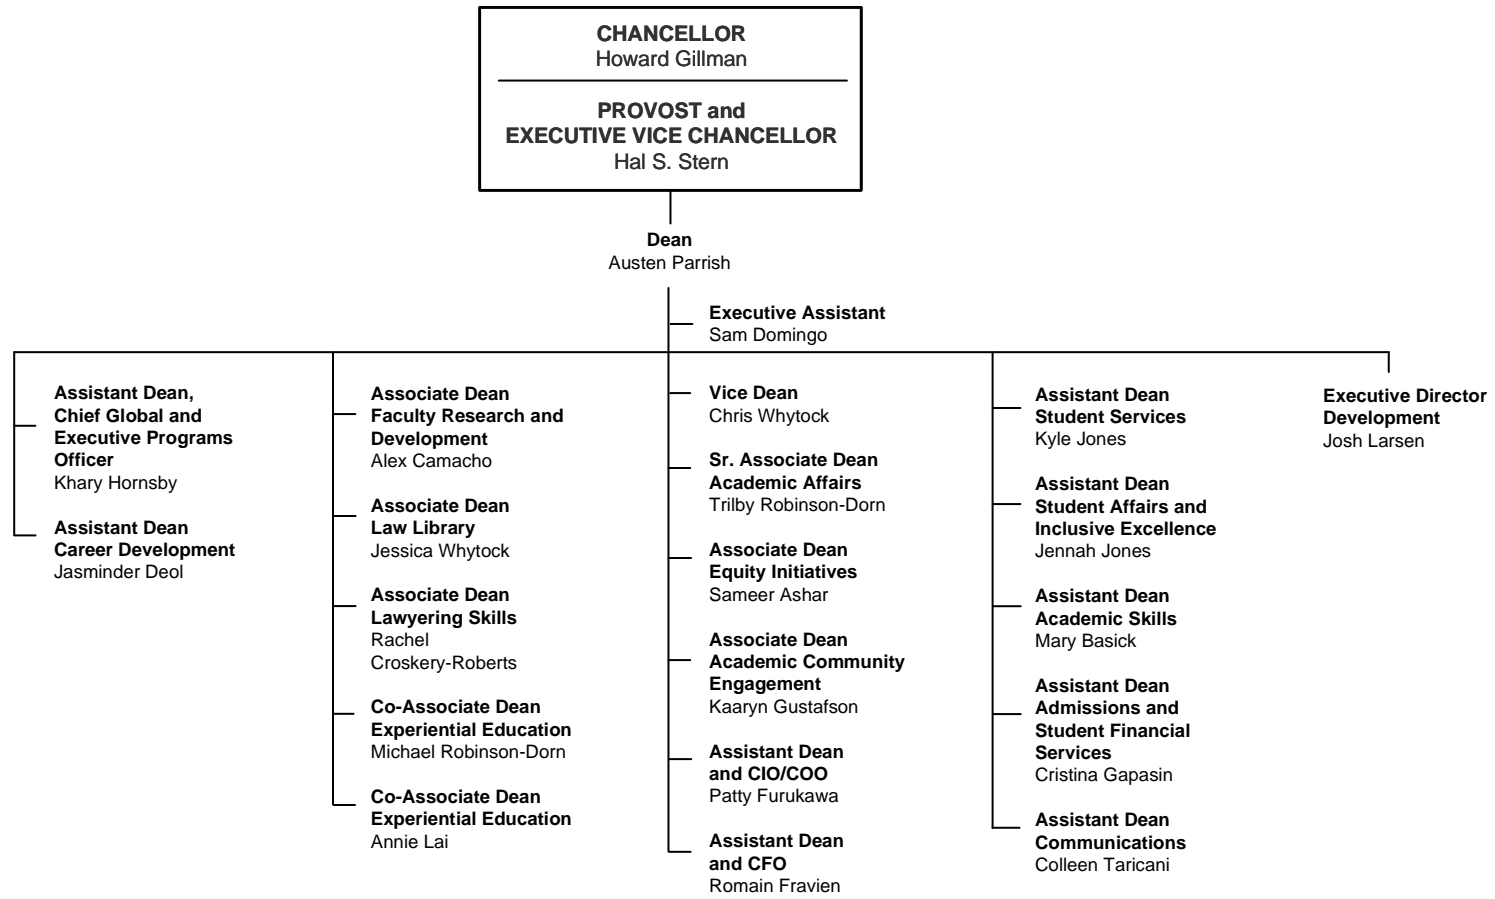 CHANCELLOR
Howard Gillman
PROVOST and
EXECUTIVE VICE CHANCELLOR
Hal S. Stern
Dean
Austen Parrish
Executive Assistant
Sam Domingo
Assistant Dean,
Chief Global and
Executive Programs
Officer
Khary Hornsby
Assistant Dean
Career Development
Jasminder Deol
Associate Dean
Faculty Research and
Development
Alex Camacho
Associate Dean
Law Library
Jessica Whytock
Associate Dean
Lawyering Skills
Rachel
Croskery-Roberts
Co-Associate Dean
Experiential Education
Michael Robinson-Dorn
Co-Associate Dean
Experiential Education
Annie Lai
Vice Dean
Chris Whytock
Sr. Associate Dean
Academic Affairs
Trilby Robinson-Dorn
Associate Dean
Equity Initiatives
Sameer Ashar
Associate Dean
Academic Community
Engagement
Kaaryn Gustafson
Assistant Dean
and CIO/COO
Patty Furukawa
Assistant Dean
and CFO
Romain Fravien
Assistant Dean
Student Services
Kyle Jones
Assistant Dean
Student Affairs and
Inclusive Excellence
Jennah Jones
Assistant Dean
Academic Skills
Mary Basick
Assistant Dean
Admissions and
Student Financial
Services
Cristina Gapasin
Assistant Dean
Communications
Colleen Taricani
Executive Director
Development
Josh Larsen